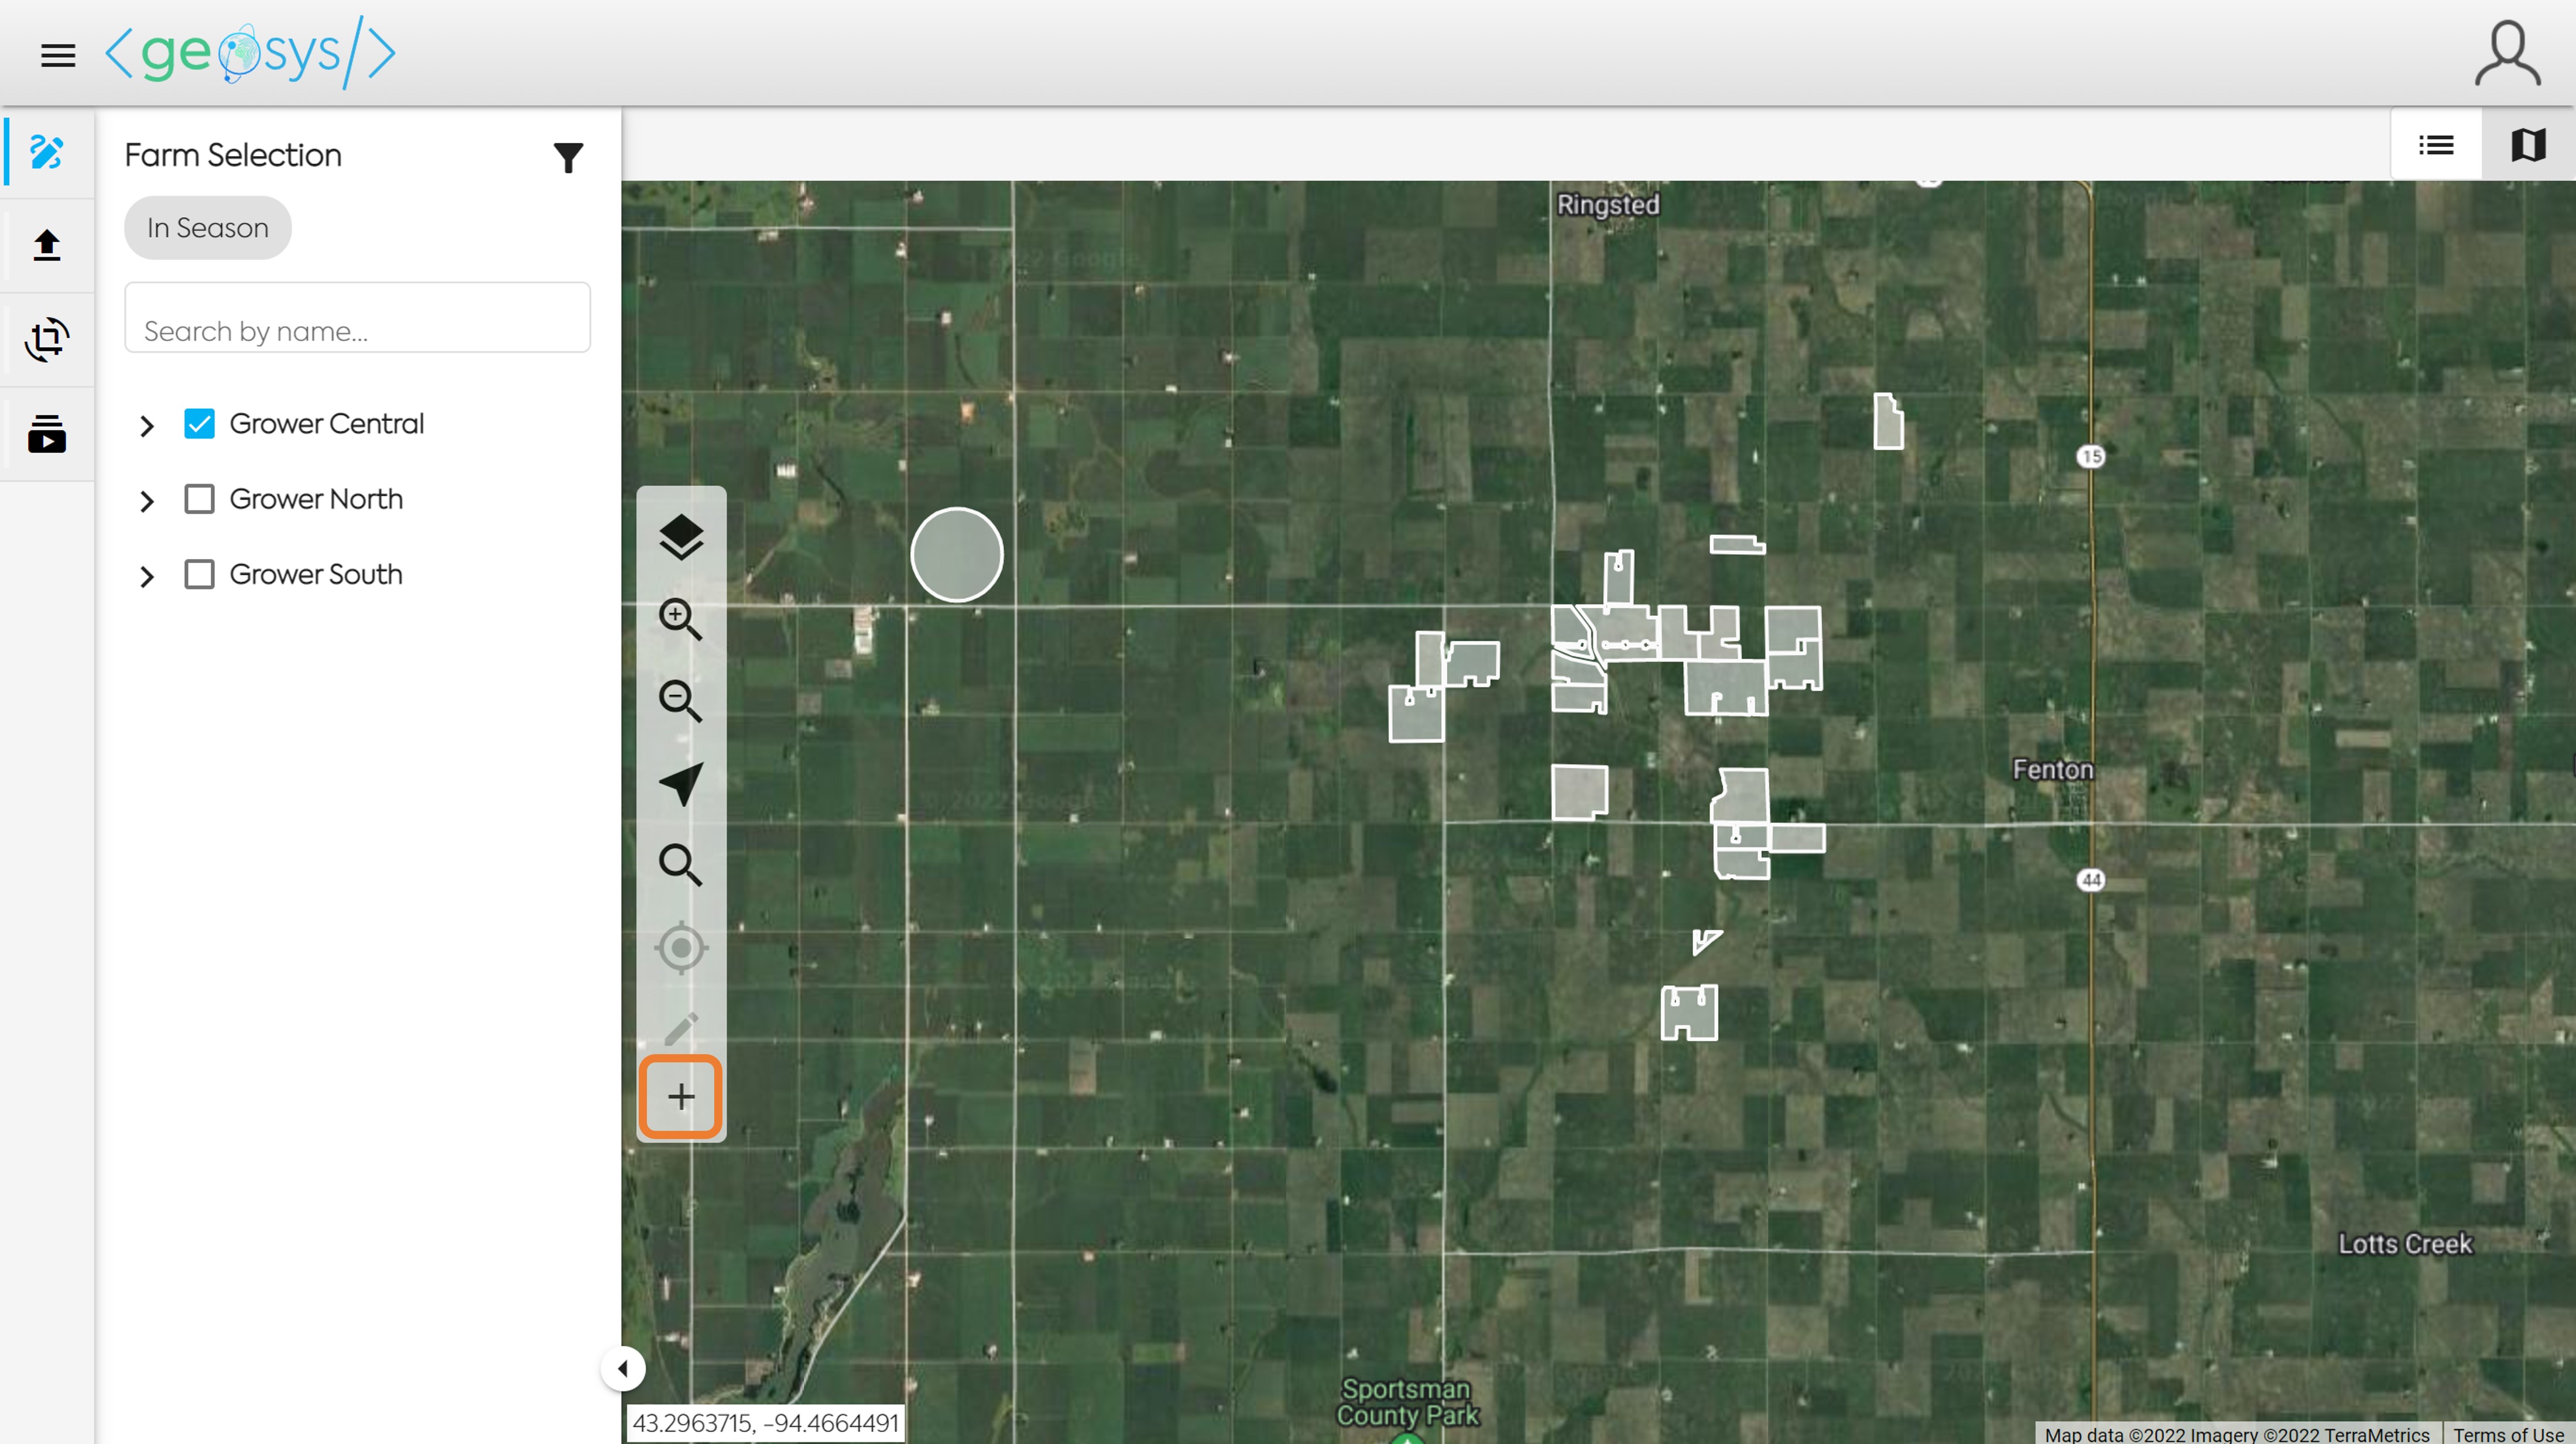 <geosys/>
Farm Selection
In Season
Search by name...
Grower Central
Grower North
Grower South
Ringsted
15
Fenton
44
Lotts Creek
Sportsman
County Park
43.2963715, -94.4664491
Map data ©2022 Imagery ©2022 TerraMetrics
Terms of Use